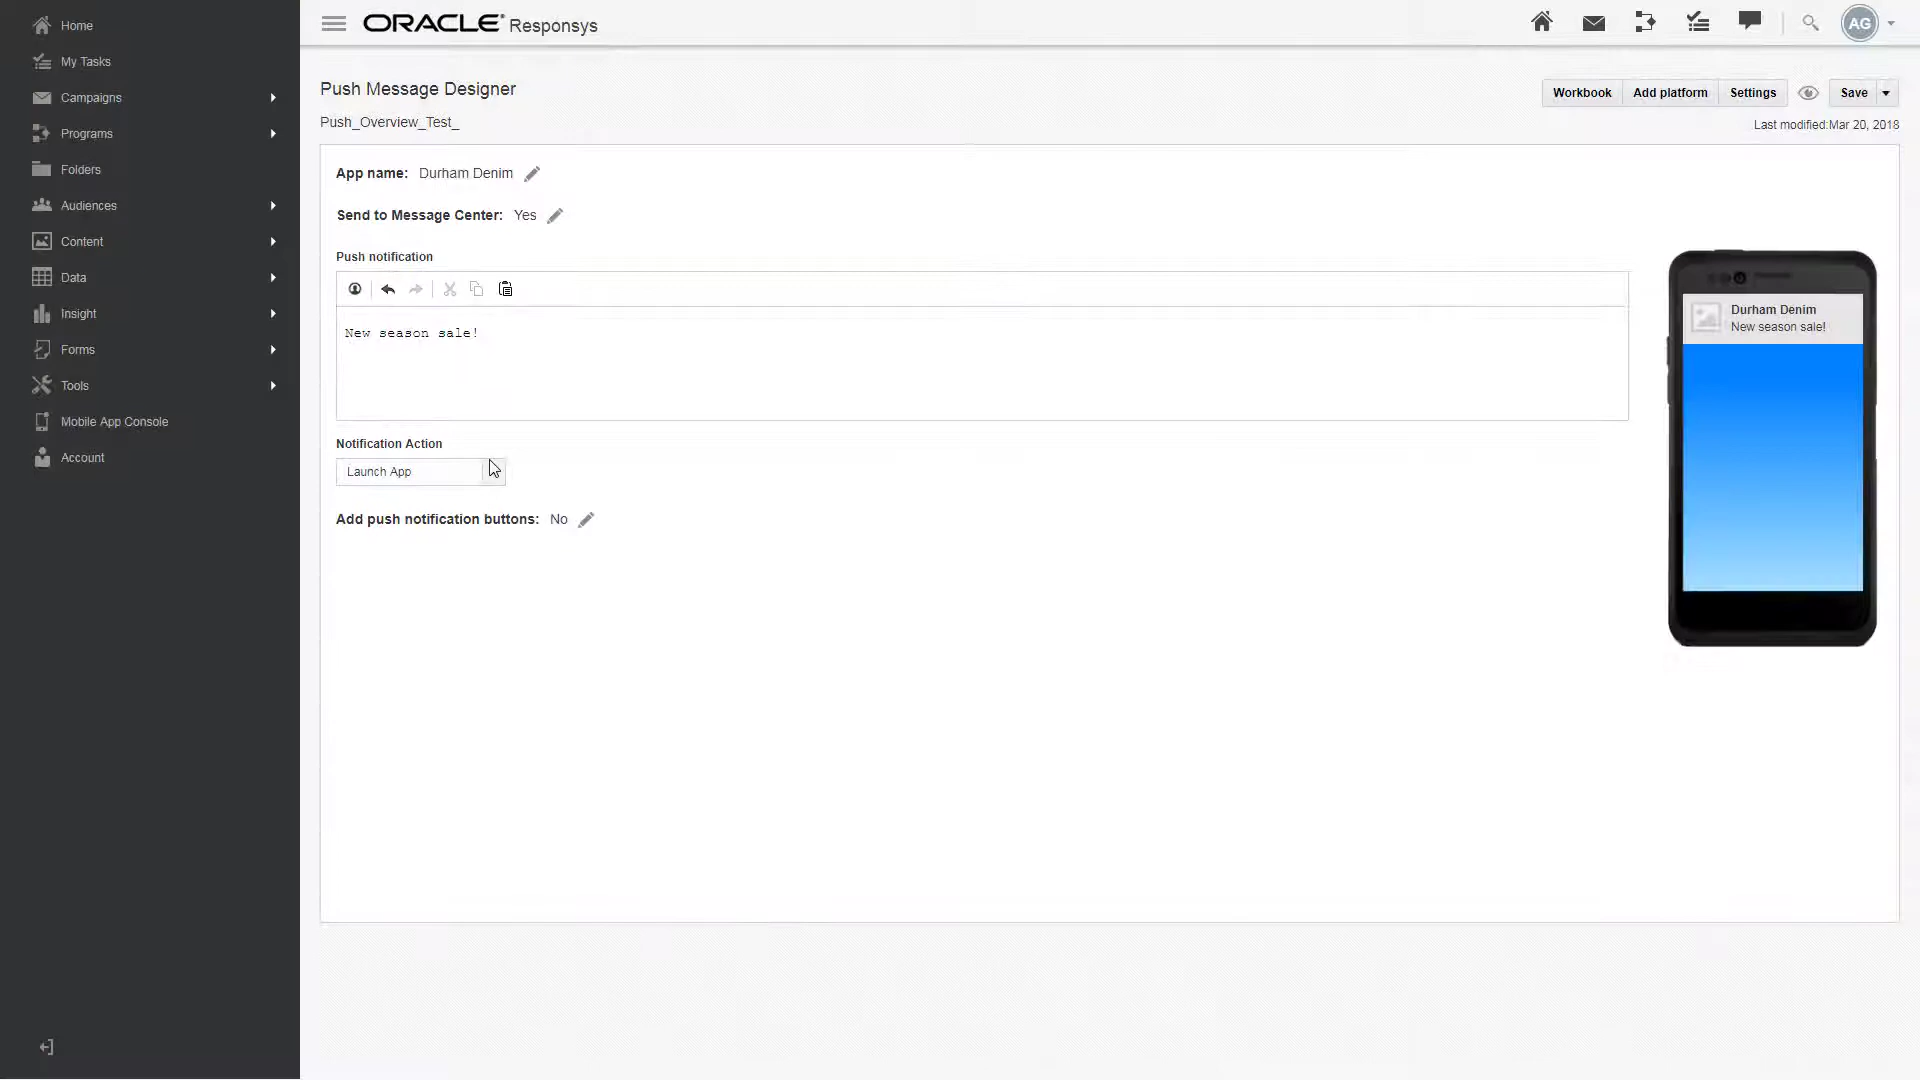 Home
My Tasks
Campaigns
Programs
Folders
Audiences
Content
Data
Insight
Forms
Tools
Mobile App Console
Account
ORACLE® Responsys
AG
Push Message Designer
Workbook
Add platform
Settings
Save
Push_Overview_Test_
Last modified:Mar 20, 2018
App name: Durham Denim
Send to Message Center: Yes
Push notification
New season sale!
Notification Action
Launch App
Add push notification buttons: No
Durham Denim
New season sale!